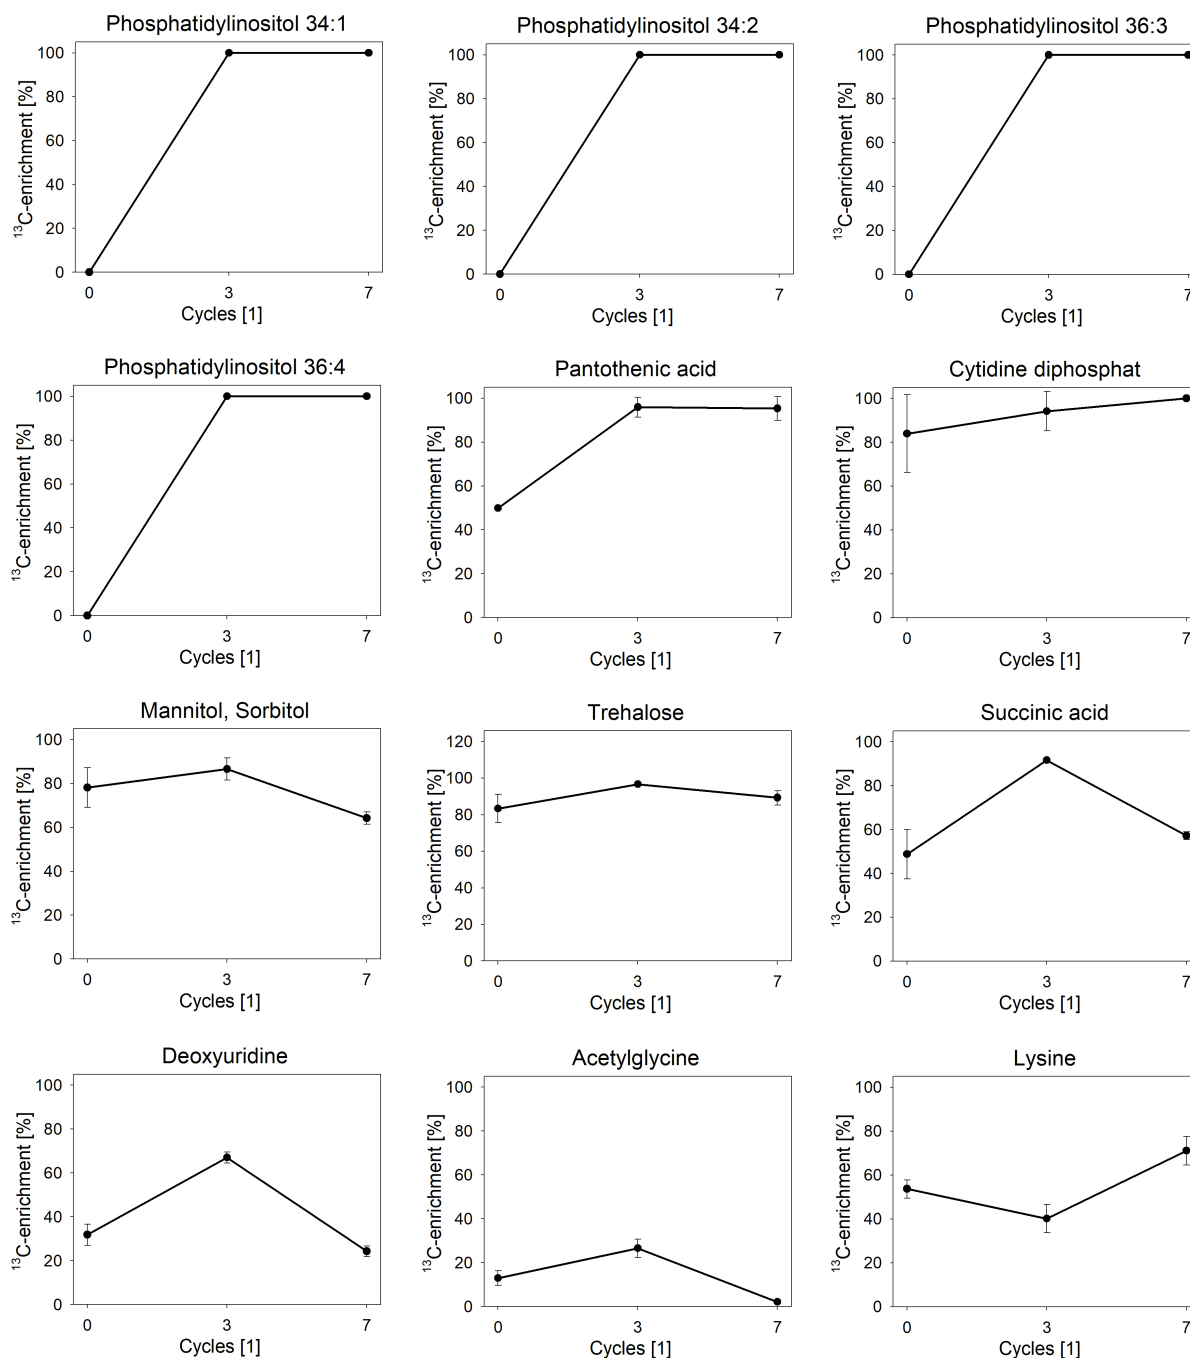 Phosphatidylinositol 34:1
¹³C-enrichment [%]
100
80
60
40
20
0
0 3 7
Cycles [1]
Phosphatidylinositol 34:2
¹³C-enrichment [%]
100
80
60
40
20
0
0 3 7
Cycles [1]
Phosphatidylinositol 36:3
¹³C-enrichment [%]
100
80
60
40
20
0
0 3 7
Cycles [1]
Phosphatidylinositol 36:4
¹³C-enrichment [%]
100
80
60
40
20
0
0 3 7
Cycles [1]
Pantothenic acid
¹³C-enrichment [%]
100
80
60
40
20
0
0 3 7
Cycles [1]
Cytidine diphosphat
¹³C-enrichment [%]
100
80
60
40
20
0
0 3 7
Cycles [1]
Mannitol, Sorbitol
¹³C-enrichment [%]
100
80
60
40
20
0
0 3 7
Cycles [1]
Trehalose
¹³C-enrichment [%]
120
100
80
60
40
20
0
0 3 7
Cycles [1]
Succinic acid
¹³C-enrichment [%]
100
80
60
40
20
0
0 3 7
Cycles [1]
Deoxyuridine
¹³C-enrichment [%]
100
80
60
40
20
0
0 3 7
Cycles [1]
Acetylglycine
¹³C-enrichment [%]
100
80
60
40
20
0
0 3 7
Cycles [1]
Lysine
¹³C-enrichment [%]
100
80
60
40
20
0
0 3 7
Cycles [1]